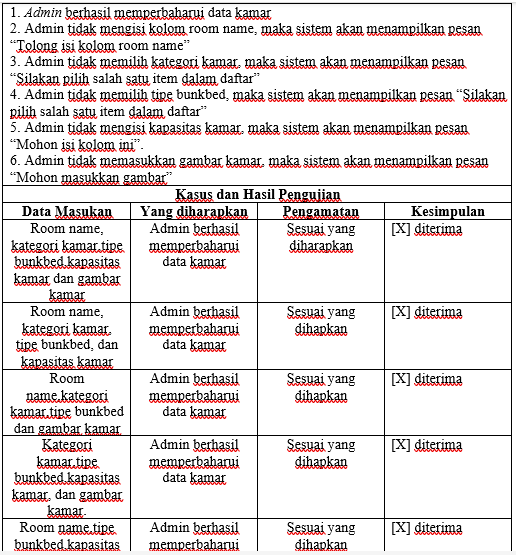 1. Admin berhasil memperbaharui data kamar
2. Admin tidak mengisi kolom room name, maka sistem akan menampilkan pesan
“Tolong isi kolom room name”
3. Admin tidak memilih kategori kamar, maka sistem akan menampilkan pesan
“Silakan pilih salah satu item dalam daftar”
4. Admin tidak memilih tipe bunkbed, maka sistem akan menampilkan pesan “Silakan
pilih salah satu item dalam daftar”
5. Admin tidak mengisi kapasitas kamar, maka sistem akan menampilkan pesan
“Mohon isi kolom ini”.
6. Admin tidak memasukkan gambar kamar, maka sistem akan menampilkan pesan
“Mohon masukkan gambar”
Kasus dan Hasil Pengujian
Data Masukan Yang diharapkan Pengamatan Kesimpulan
Room name,
kategori kamar,tipe
bunkbed,kapasitas
kamar dan gambar
kamar
Admin berhasil
memperbaharui
data kamar
Sesuai yang
diharapkan
[X] diterima
Room name,
kategori kamar,
tipe bunkbed, dan
kapasitas kamar
Admin berhasil
memperbaharui
data kamar
Sesuai yang
dihapkan
[X] diterima
Room
name,kategori
kamar,tipe bunkbed
dan gambar kamar
Admin berhasil
memperbaharui
data kamar
Sesuai yang
dihapkan
[X] diterima
Kategori
kamar,tipe
bunkbed,kapasitas
kamar, dan gambar
kamar.
Admin berhasil
memperbaharui
data kamar
Sesuai yang
dihapkan
[X] diterima
Room name,tipe
bunkbed,kapasitas
Admin berhasil
memperbaharui
Sesuai yang
dihapkan
[X] diterima